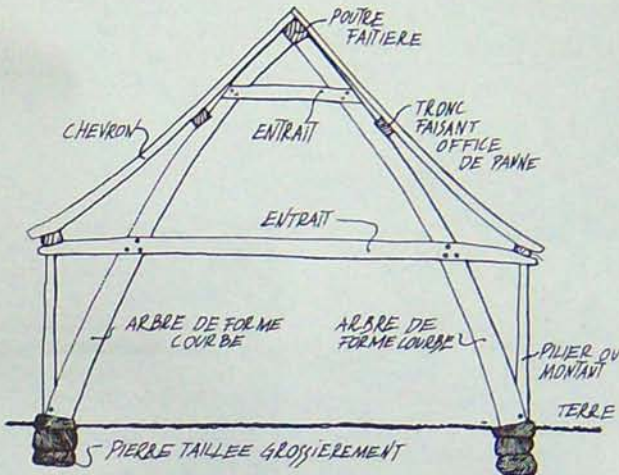 POUTRE
FAITIERE
CHEVRON
ENTRAIT
TRONC
FAISANT
OFFICE
DE PANNE
ENTRAIT
ARBRE DE FORME
COURBE
ARBRE DE
FORME COURBE
PILIER OU
MONTANT
TERRE
PIERRE TAILLEE GROSSIEREMENT